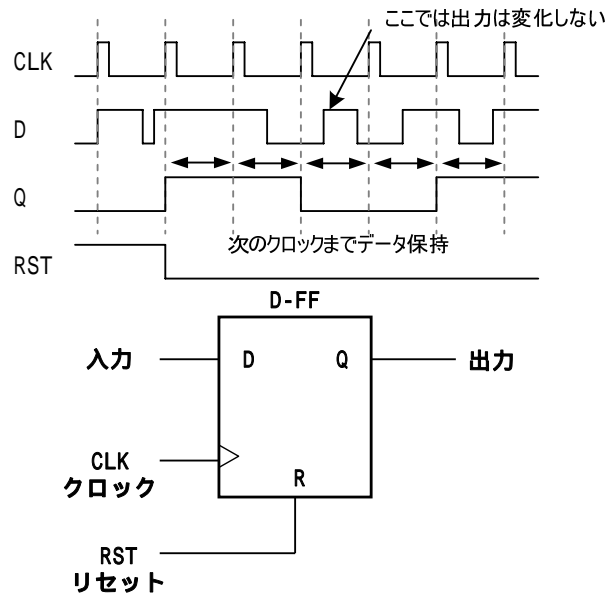 ここでは出力は変化しない
CLK
D
Q
次のクロックまでデータ保持
RST
D-FF
入力
D
Q
出力
CLK
クロック
R
RST
リセット